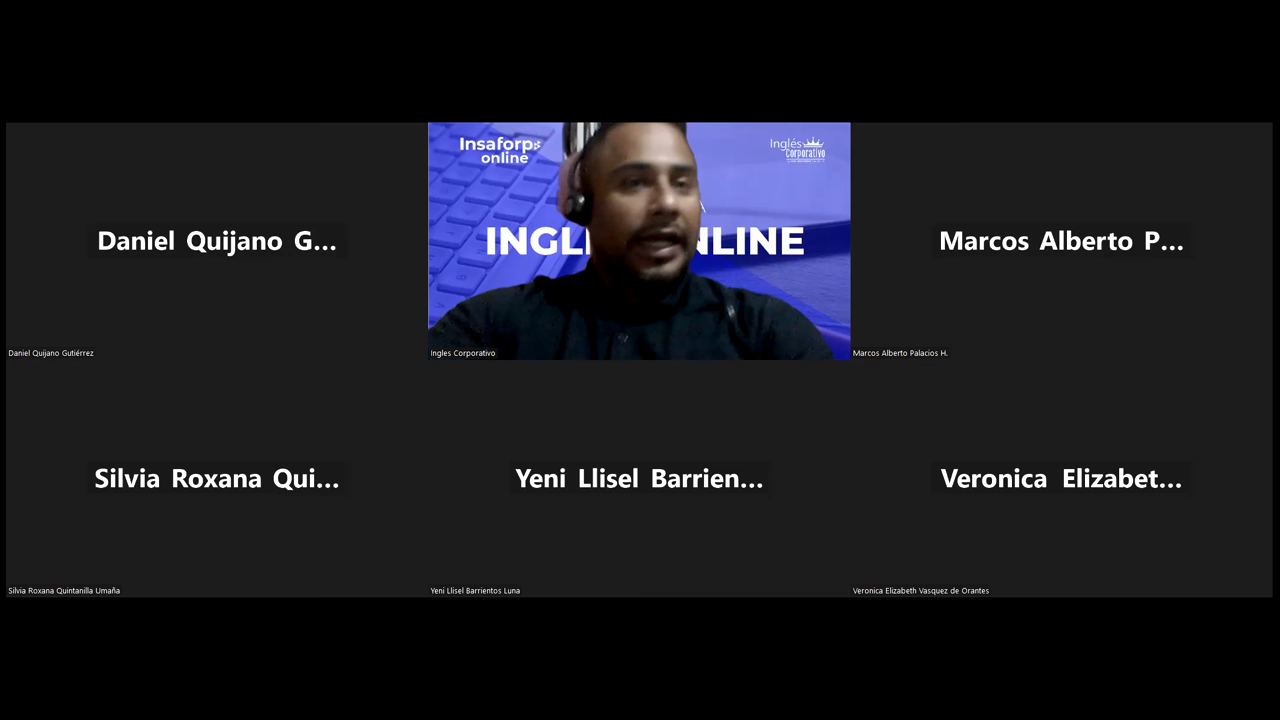 Daniel Quijano G...
Daniel Quijano Gutiérrez
Insaforp
online
Inglés
Corporativo
INGL NLINE
Ingles Corporativo
Marcos Alberto P...
Marcos Alberto Palacios H.
Silvia Roxana Qui...
Silvia Roxana Quintanilla Umaña
Yeni Llisel Barrien...
Yeni Llisel Barrientos Luna
Veronica Elizabet...
Veronica Elizabeth Vasquez de Orantes